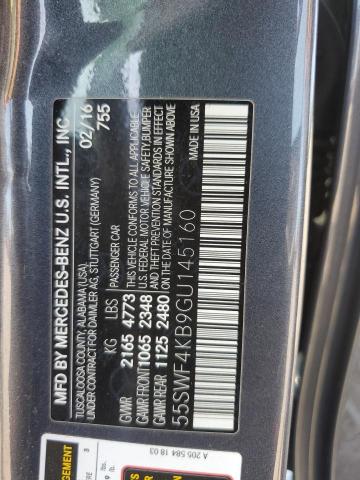 MFD BY MERCEDES-BENZ U.S. INTL., INC.
TUSCALOOSA COUNTY, ALABAMA (USA),
UNDER CONTRACT FOR DAIMLER AG, STUTTGART (GERMANY)
02/16
755
KG LBS PASSENGER CAR
GVWR 2165 4773 THIS VEHICLE CONFORMS TO ALL APPLICABLE
GAWR FRONT 1065 2348 U.S. FEDERAL MOTOR VEHICLE SAFETY, BUMPER
GAWR REAR 1125 2480 AND THEFT PREVENTION STANDARDS IN EFFECT
ON THE DATE OF MANUFACTURE SHOWN ABOVE
55SWF4KB9GU145160
MADE IN USA
A 205 584 18 03